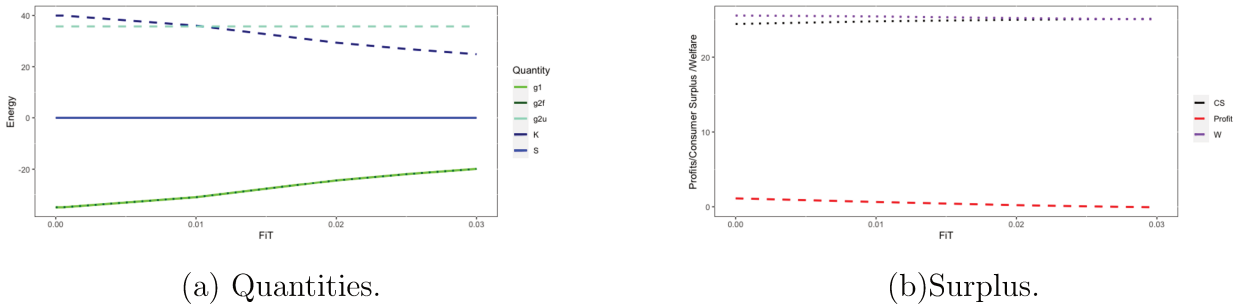 40
20
0
-20
Energy
0.00
0.01
0.02
0.03
FiT
Quantity
g1
g2f
g2u
K
S
(a) Quantities.
20
10
0
Profits/Consumer Surplus /Welfare
0.00
0.01
0.02
0.03
FiT
CS
Profit
W
(b)Surplus.